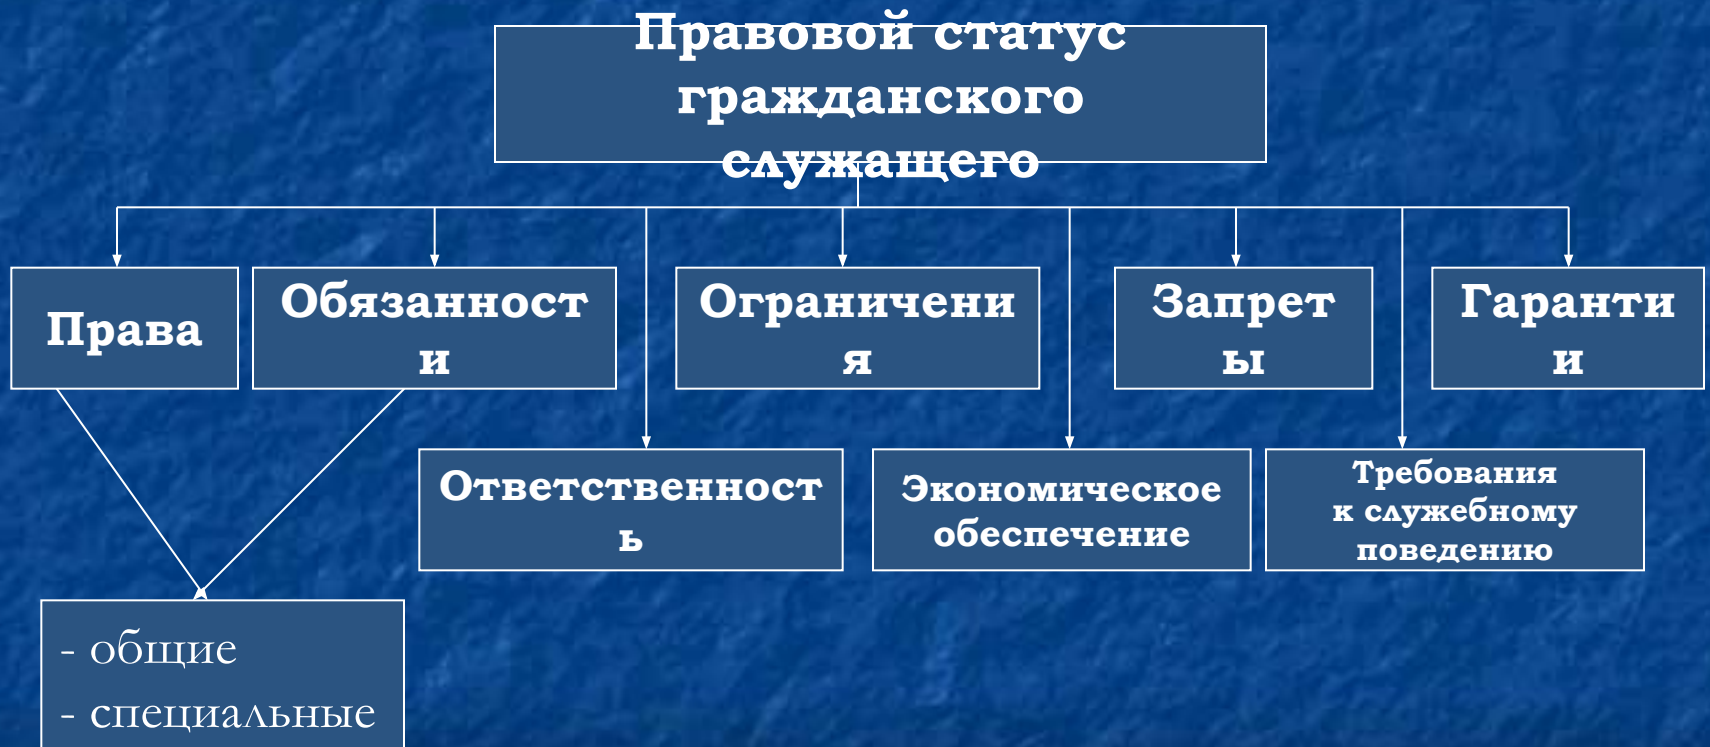 Правовой статус
гражданского
служащего
Права
Обязанност
и
Ограничени
я
Запрет
ы
Гаранти
и
Ответственност
ь
Экономическое
обеспечение
Требования
к служебному
поведению
- общие
- специальные